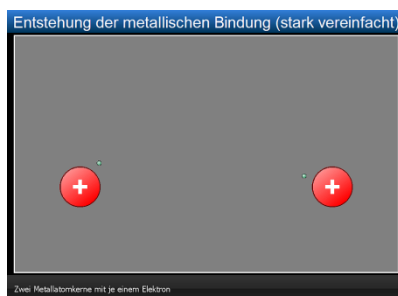 Entstehung der metallischen Bindung (stark vereinfacht)
+
+
Zwei Metallatomkerne mit je einem Elektron